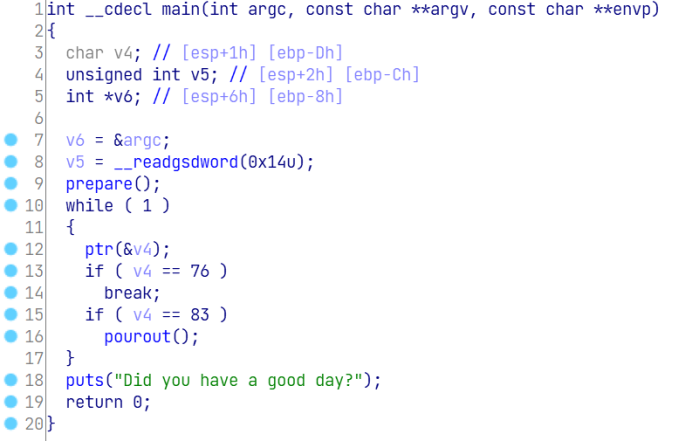 1 int __cdecl main(int argc, const char **argv, const char **envp)
2 {
3   char v4; // [esp+1h] [ebp-Dh]
4   unsigned int v5; // [esp+2h] [ebp-Ch]
5   int *v6; // [esp+6h] [ebp-8h]
6
7   v6 = &argc;
8   v5 = __readgsdword(0x14u);
9   prepare();
10   while ( 1 )
11   {
12     ptr(&v4);
13     if ( v4 == 76 )
14       break;
15     if ( v4 == 83 )
16       pourout();
17   }
18   puts("Did you have a good day?");
19   return 0;
20 }